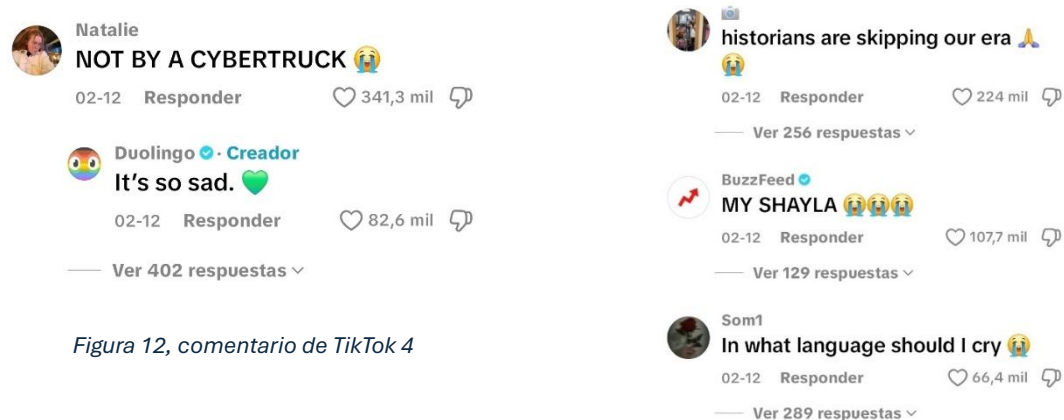 Natalie
NOT BY A CYBERTRUCK 😭
02-12 Responder 341,3 mil
Duolingo · Creador
It's so sad. 💚
02-12 Responder 82,6 mil
Ver 402 respuestas
Figura 12, comentario de TikTok 4
📷
historians are skipping our era 🙏
😭
02-12 Responder 224 mil
Ver 256 respuestas
BuzzFeed
MY SHAYLA 😭😭😭
02-12 Responder 107,7 mil
Ver 129 respuestas
Som1
In what language should I cry 😭
02-12 Responder 66,4 mil
Ver 289 respuestas